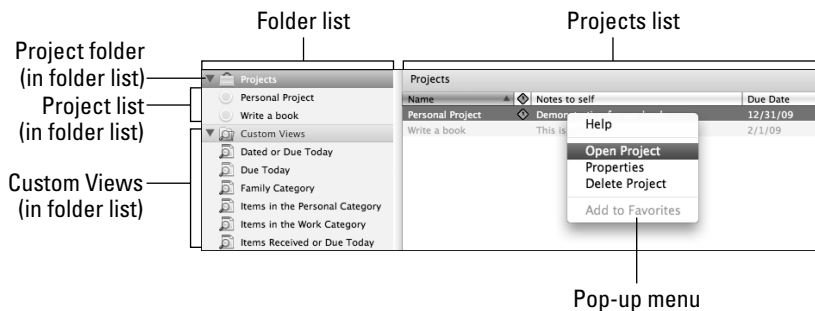 Folder list
Projects list
Project folder
(in folder list)
Project list
(in folder list)
Custom Views
(in folder list)
Projects
Personal Project
Write a book
Custom Views
Dated or Due Today
Due Today
Family Category
Items in the Personal Category
Items in the Work Category
Items Received or Due Today
Projects
Name Notes to self Due Date
Personal Project 12/31/09
Write a book This is 2/1/09
Help
Open Project
Properties
Delete Project
Add to Favorites
Pop-up menu